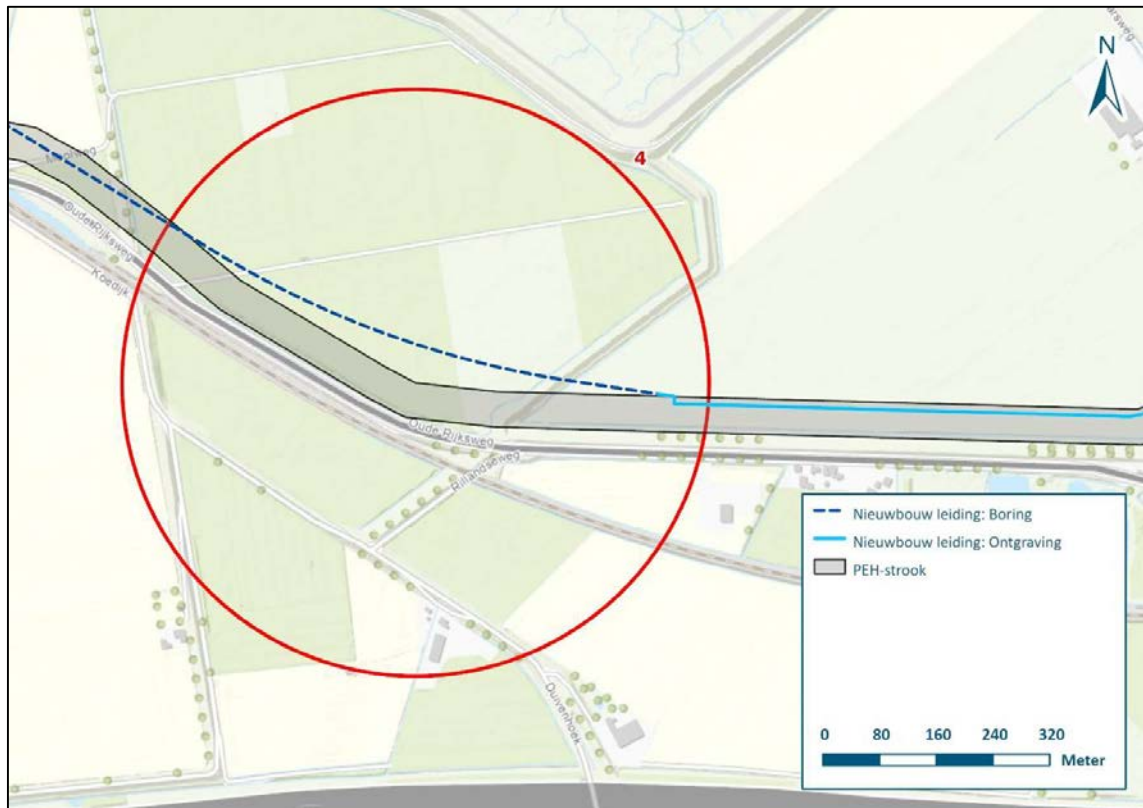 N
4
Oude Rijksweg
Koedijk
Oude Rijksweg
Rillandseweg
Duivenhoek
Nieuwbouw leiding: Boring
Nieuwbouw leiding: Ontgraving
PEH-strook
0 80 160 240 320
Meter